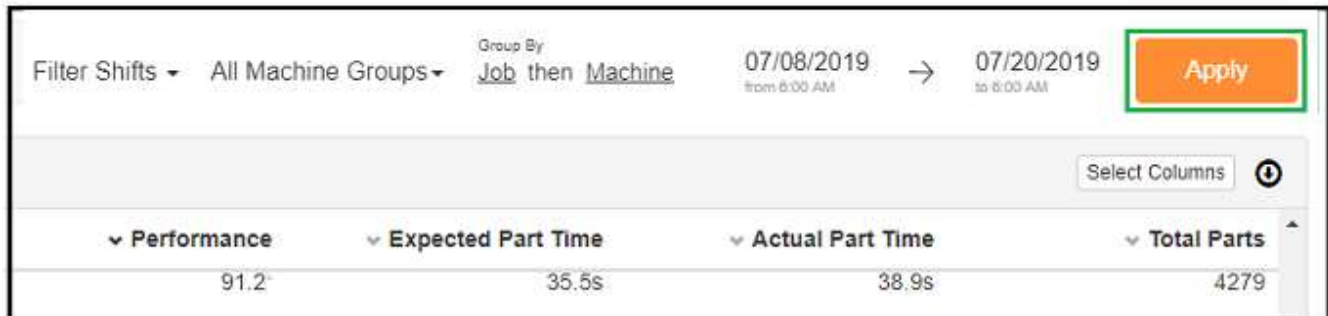 Group By
Filter Shifts All Machine Groups Job then Machine 07/08/2019 → 07/20/2019 Apply
from 6:00 AM to 6:00 AM
Select Columns
Performance Expected Part Time Actual Part Time Total Parts
91.2 35.5s 38.9s 4279